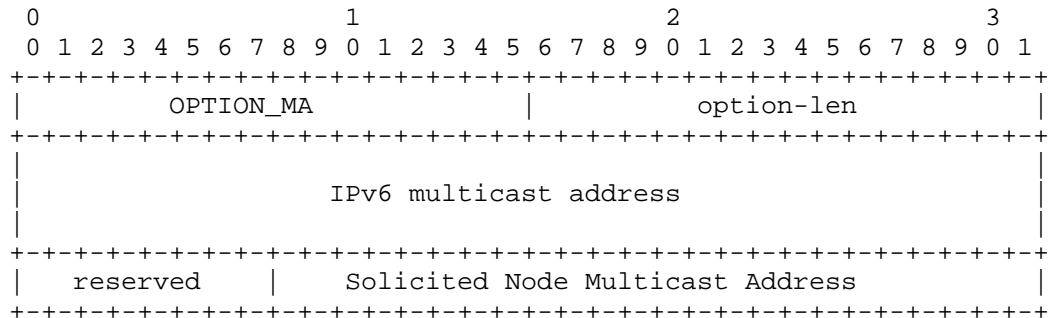 0                   1                   2                   3
0 1 2 3 4 5 6 7 8 9 0 1 2 3 4 5 6 7 8 9 0 1 2 3 4 5 6 7 8 9 0 1
+-+-+-+-+-+-+-+-+-+-+-+-+-+-+-+-+-+-+-+-+-+-+-+-+-+-+-+-+-+-+-+-+
|         OPTION_MA             |          option-len           |
+-+-+-+-+-+-+-+-+-+-+-+-+-+-+-+-+-+-+-+-+-+-+-+-+-+-+-+-+-+-+-+-+
|                                                               |
|                   IPv6 multicast address                      |
|                                                               |
+-+-+-+-+-+-+-+-+-+-+-+-+-+-+-+-+-+-+-+-+-+-+-+-+-+-+-+-+-+-+-+-+
|   reserved    |    Solicited Node Multicast Address           |
+-+-+-+-+-+-+-+-+-+-+-+-+-+-+-+-+-+-+-+-+-+-+-+-+-+-+-+-+-+-+-+-+